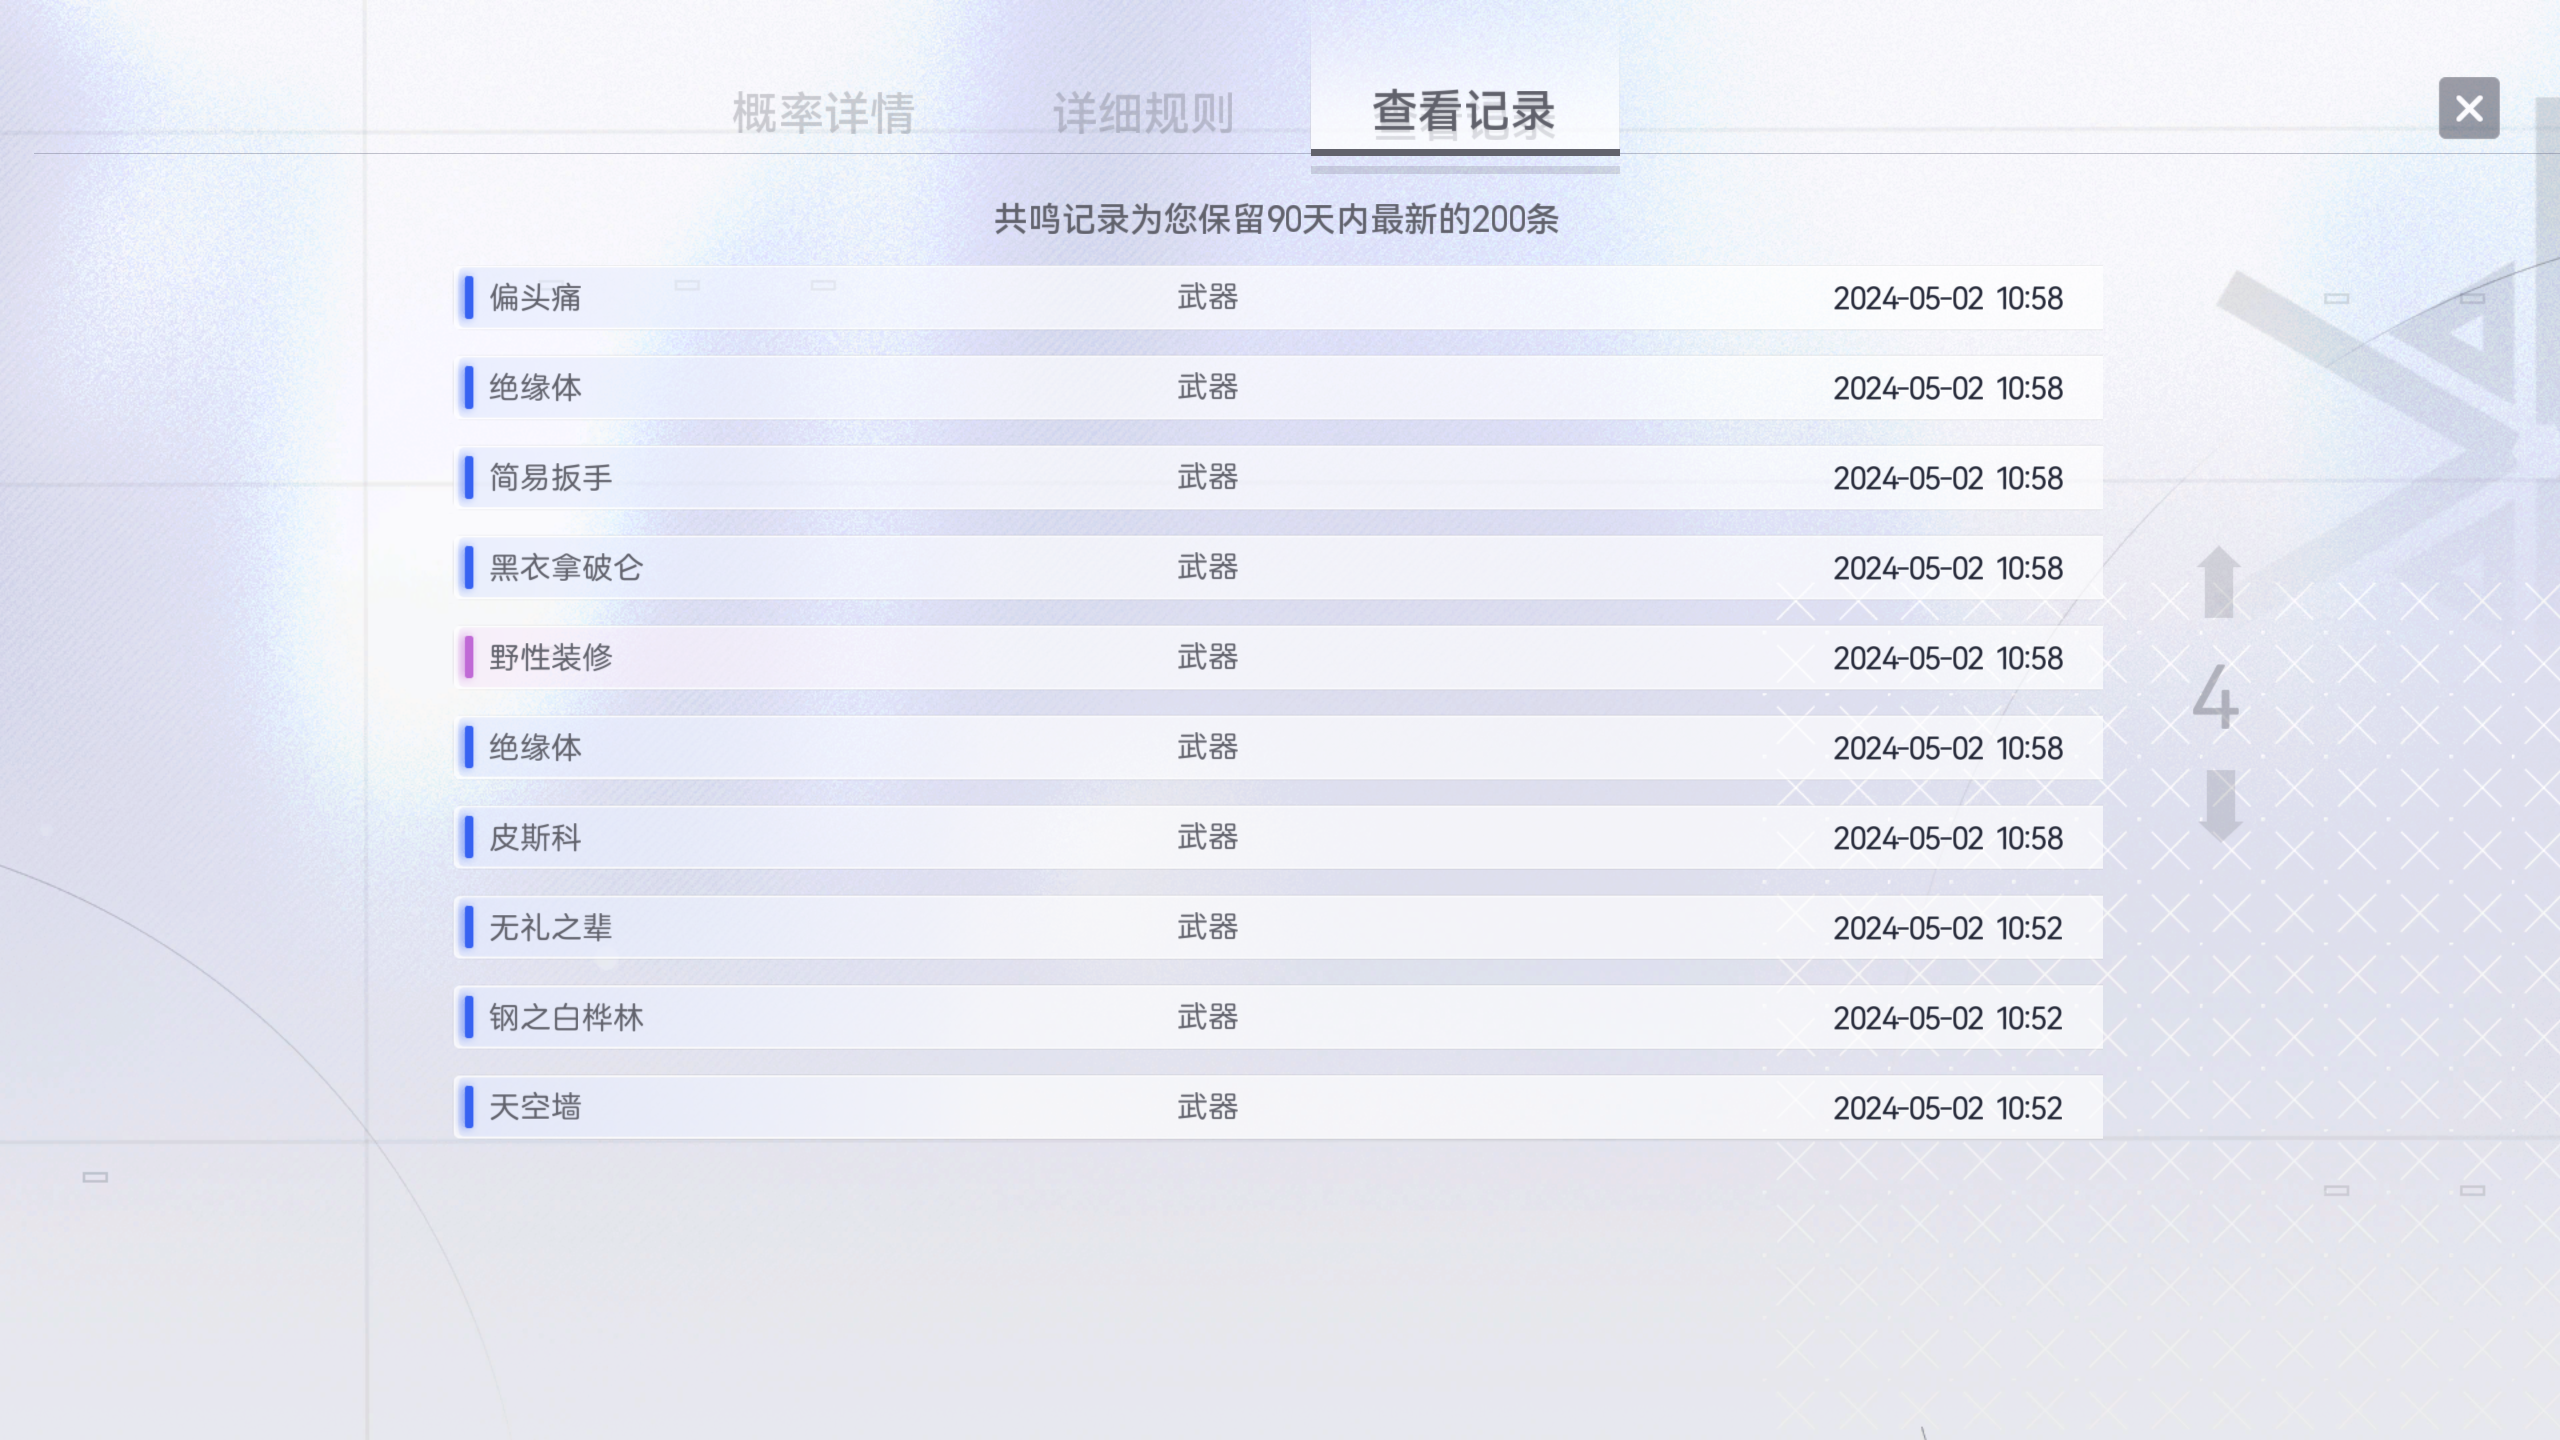 概率详情 详细规则 查看记录
共鸣记录为您保留90天内最新的200条
偏头痛 武器 2024-05-02 10:58
绝缘体 武器 2024-05-02 10:58
简易扳手 武器 2024-05-02 10:58
黑衣拿破仑 武器 2024-05-02 10:58
野性装修 武器 2024-05-02 10:58
绝缘体 武器 2024-05-02 10:58
皮斯科 武器 2024-05-02 10:58
无礼之辈 武器 2024-05-02 10:52
钢之白桦林 武器 2024-05-02 10:52
天空墙 武器 2024-05-02 10:52
4